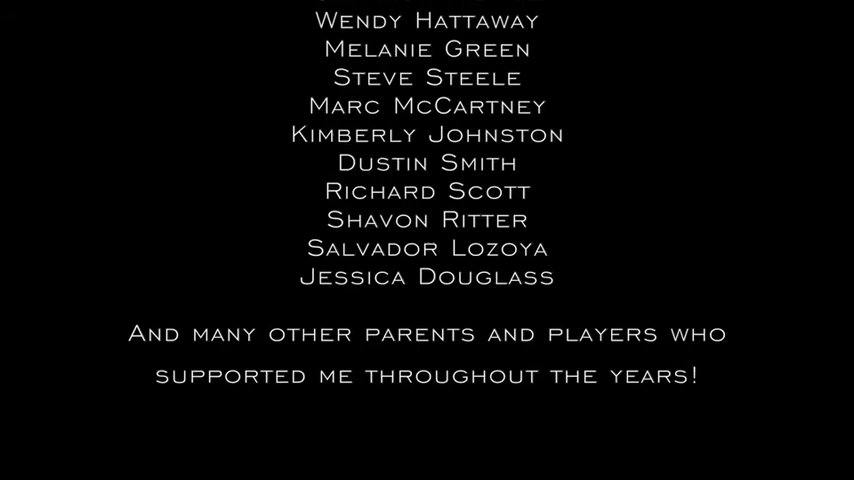 Wendy Hattaway
Melanie Green
Steve Steele
Marc McCartney
Kimberly Johnston
Dustin Smith
Richard Scott
Shavon Ritter
Salvador Lozoya
Jessica Douglass
And many other parents and players who
supported me throughout the years!